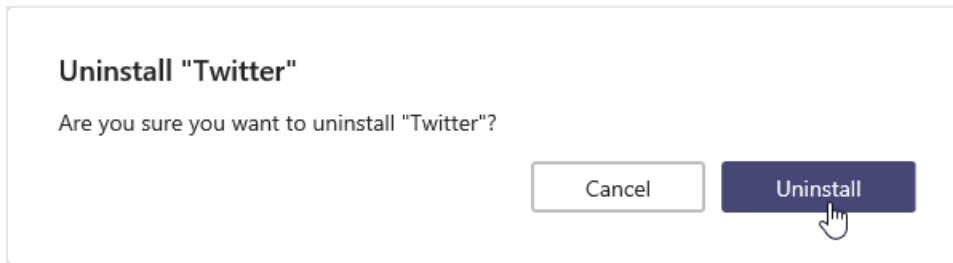 Uninstall "Twitter"
Are you sure you want to uninstall "Twitter"?
Cancel Uninstall